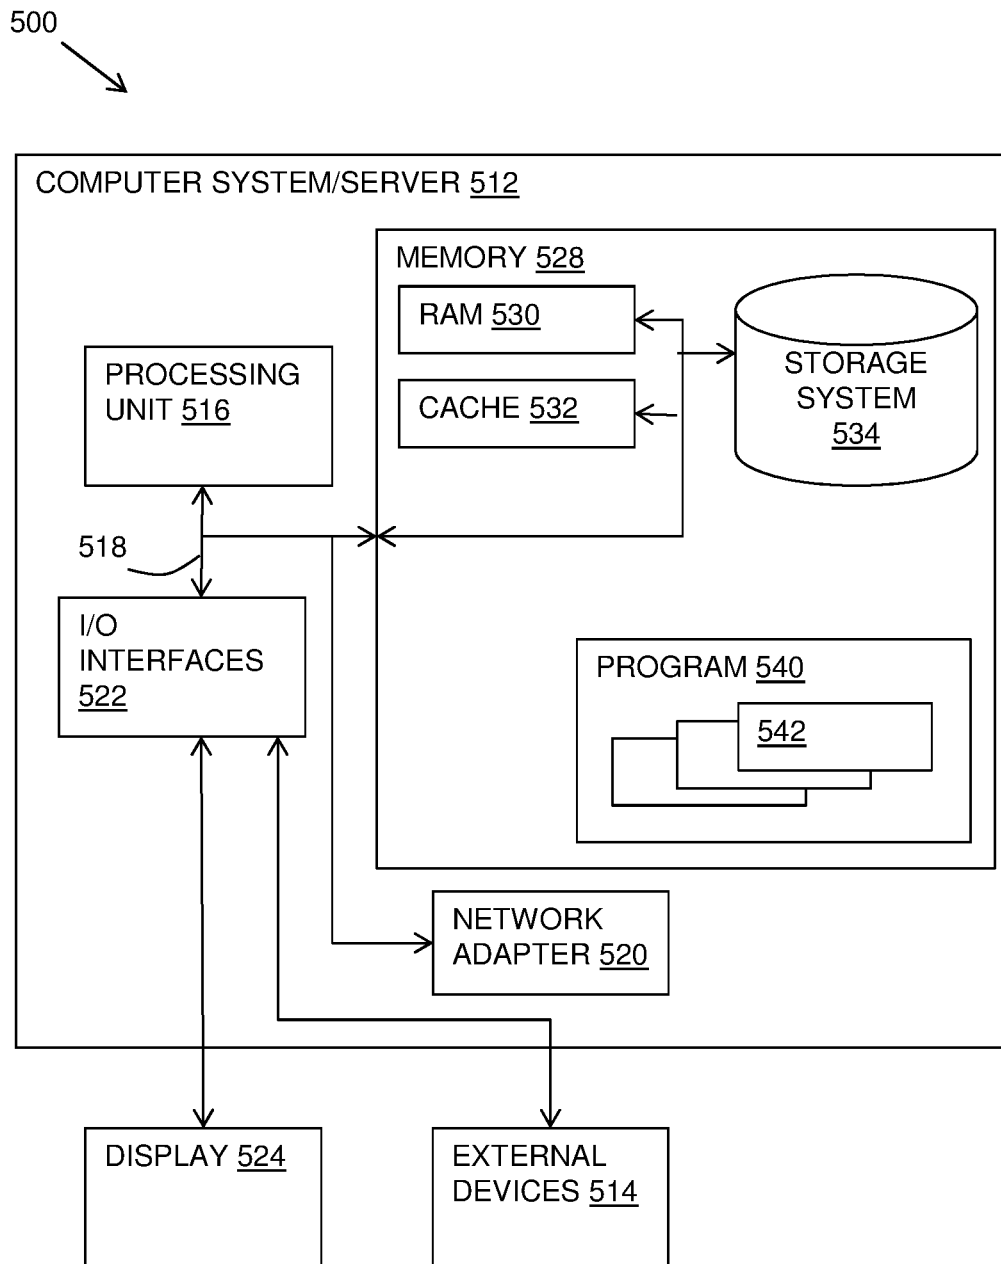 500
COMPUTER SYSTEM/SERVER 512
MEMORY 528
RAM 530
CACHE 532
STORAGE
SYSTEM
534
PROCESSING
UNIT 516
518
I/O
INTERFACES
522
PROGRAM 540
542
NETWORK
ADAPTER 520
DISPLAY 524
EXTERNAL
DEVICES 514